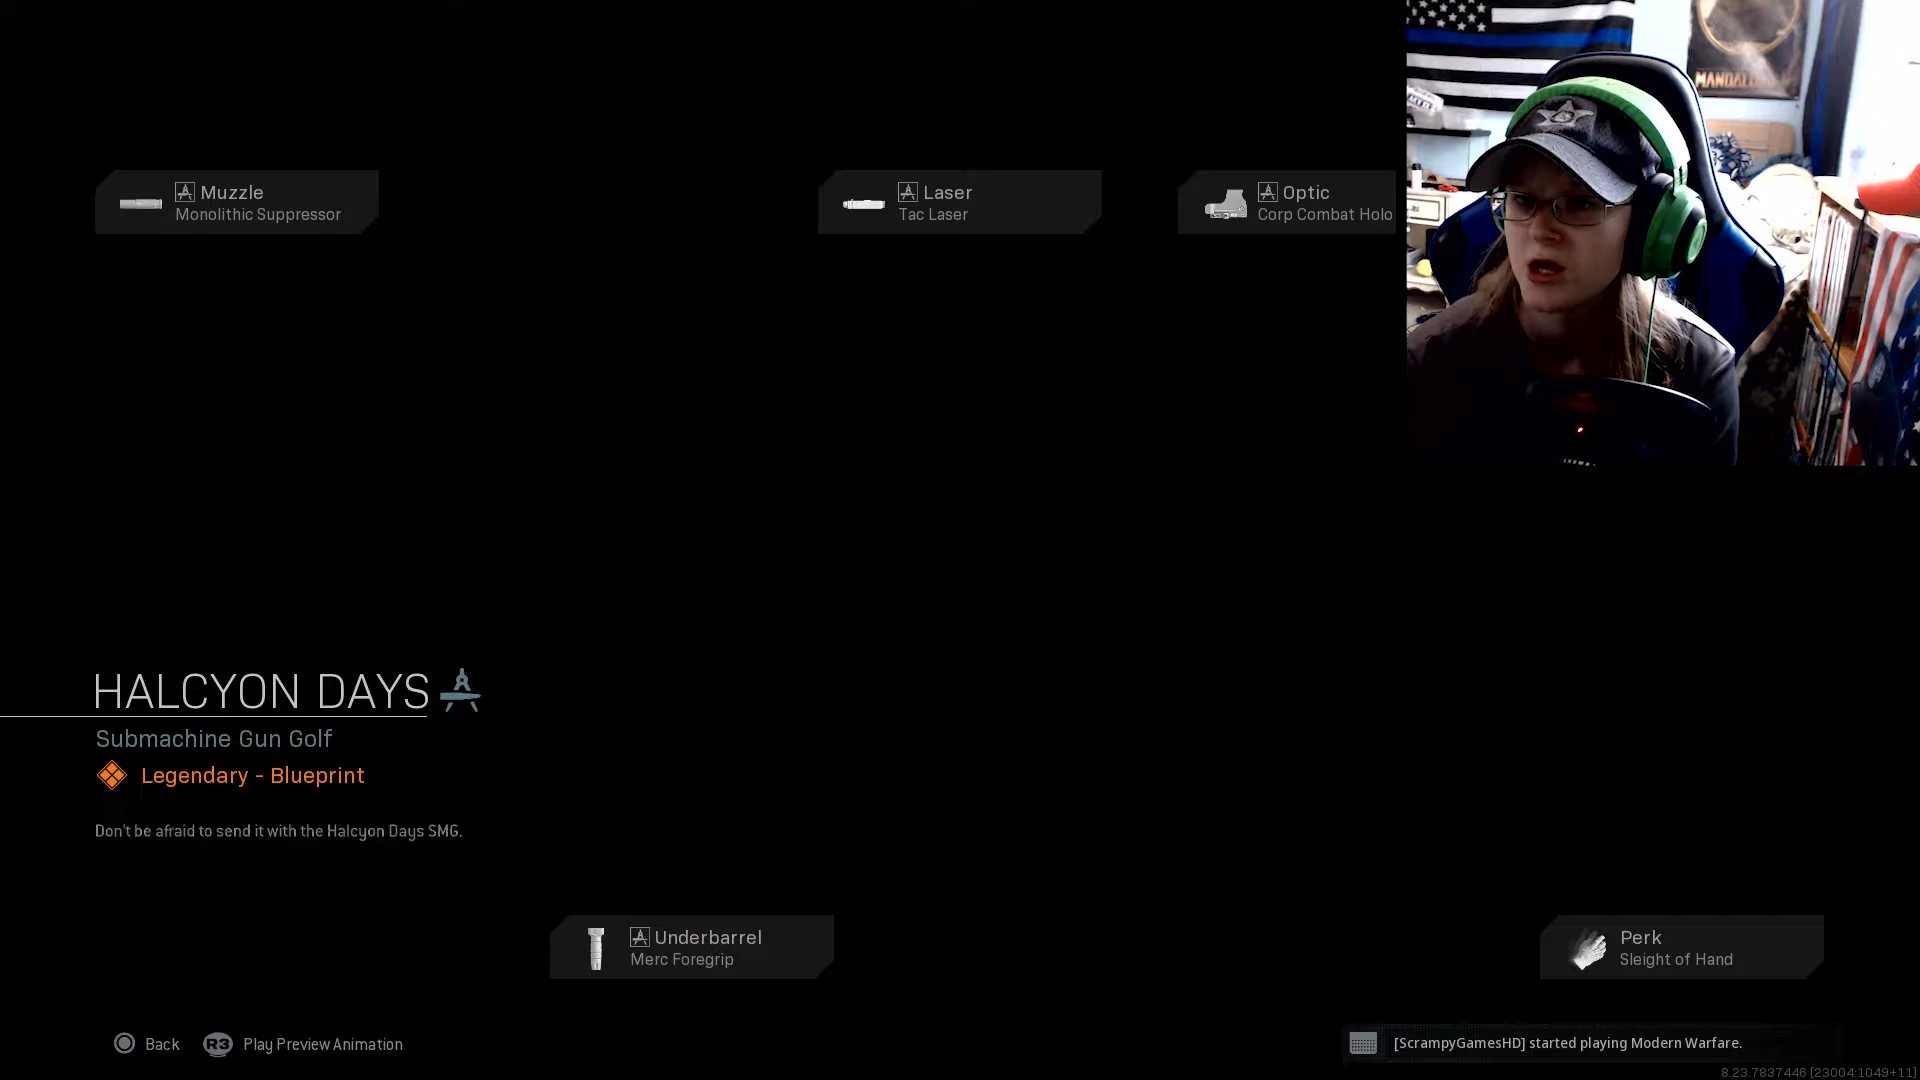 Muzzle
Monolithic Suppressor
Laser
Tac Laser
Optic
Corp Combat Holo
HALCYON DAYS
Submachine Gun Golf
Legendary - Blueprint
Don't be afraid to send it with the Halcyon Days SMG.
Underbarrel
Merc Foregrip
Perk
Sleight of Hand
Back
R3 Play Preview Animation
[ScrampyGamesHD] started playing Modern Warfare.
8.23.7837446 [23004:1049+11]